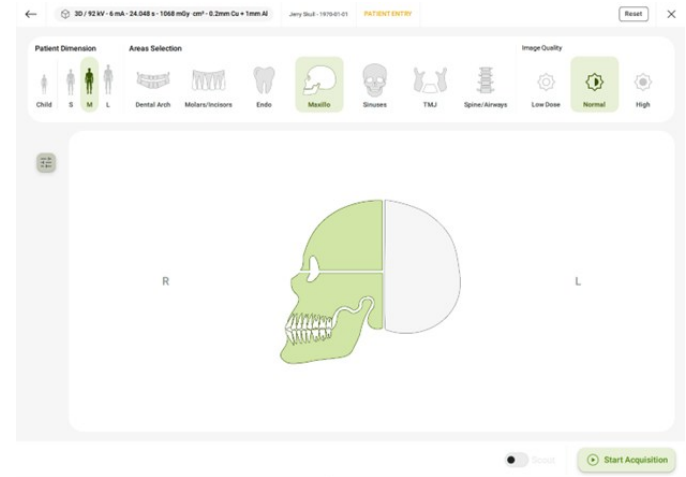 3D / 92 kV - 6 mA - 24.048 s - 1068 mGy·cm² - 0.2mm Cu + 1mm Al
Jerry Skull - 1970-01-01
PATIENT ENTRY
Reset
Patient Dimension
Areas Selection
Image Quality
Child
S
M
L
Dental Arch
Molars/Incisors
Endo
Maxillo
Sinuses
TMJ
Spine/Airways
Low Dose
Normal
High
R
L
Scout
Start Acquisition